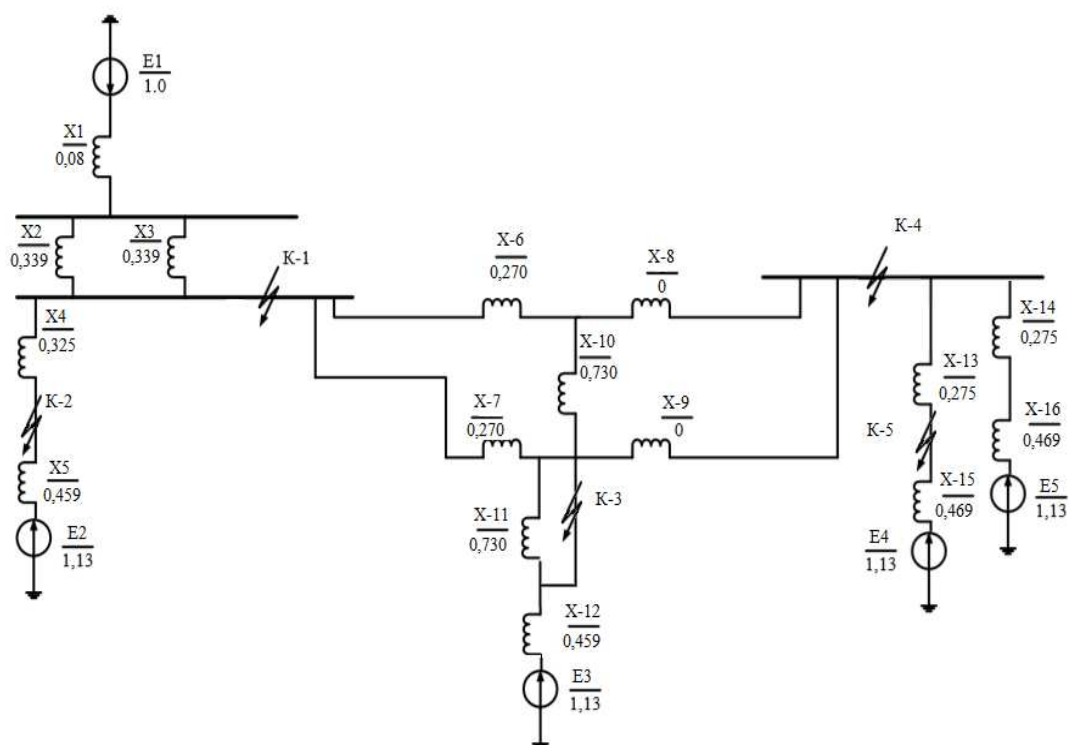 E1
1.0
X1
0,08
X2
0,339
X3
0,339
К-1
X4
0,325
К-2
X5
0,459
E2
1,13
X-6
0,270
X-8
0
X-10
0,730
X-7
0,270
X-9
0
К-3
X-11
0,730
X-12
0,459
E3
1,13
К-4
X-14
0,275
X-13
0,275
К-5
X-16
0,469
X-15
0,469
E5
1,13
E4
1,13